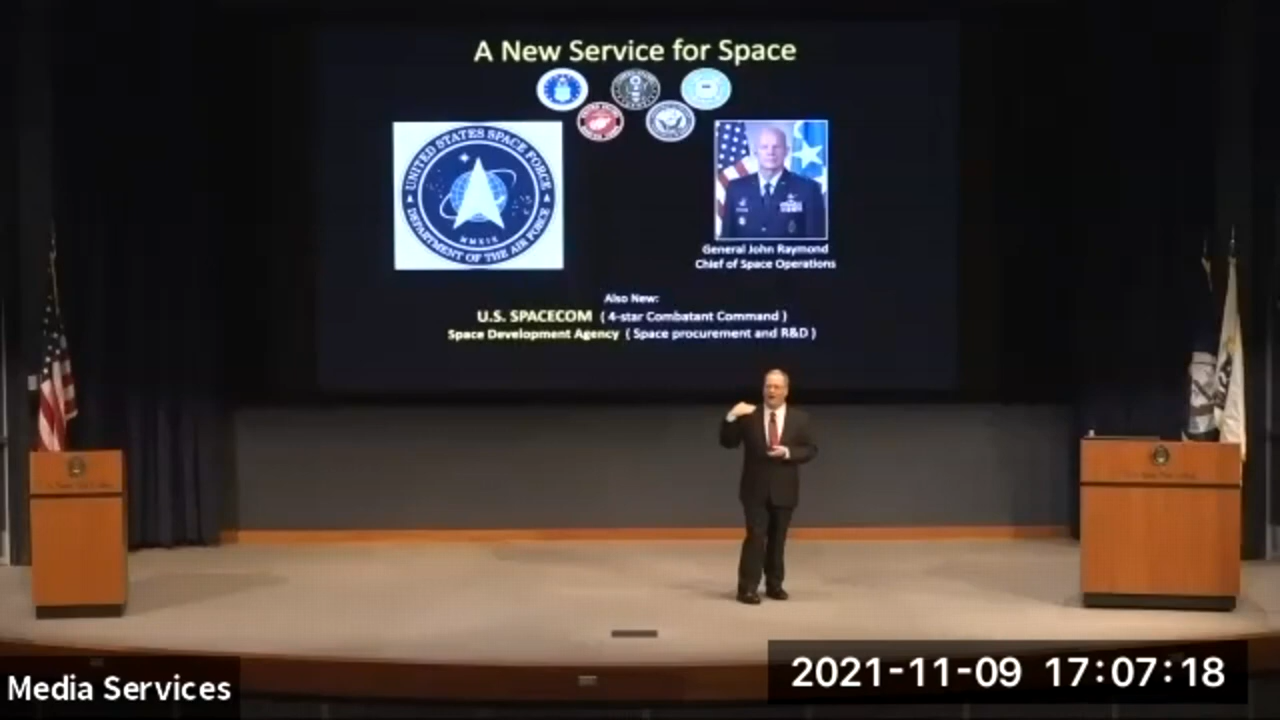 A New Service for Space
UNITED STATES SPACE FORCE
MMXIX
DEPARTMENT OF THE AIR FORCE
General John Raymond
Chief of Space Operations
Also New:
U.S. SPACECOM ( 4-star Combatant Command )
Space Development Agency ( Space procurement and R&D )
Media Services
2021-11-09 17:07:18